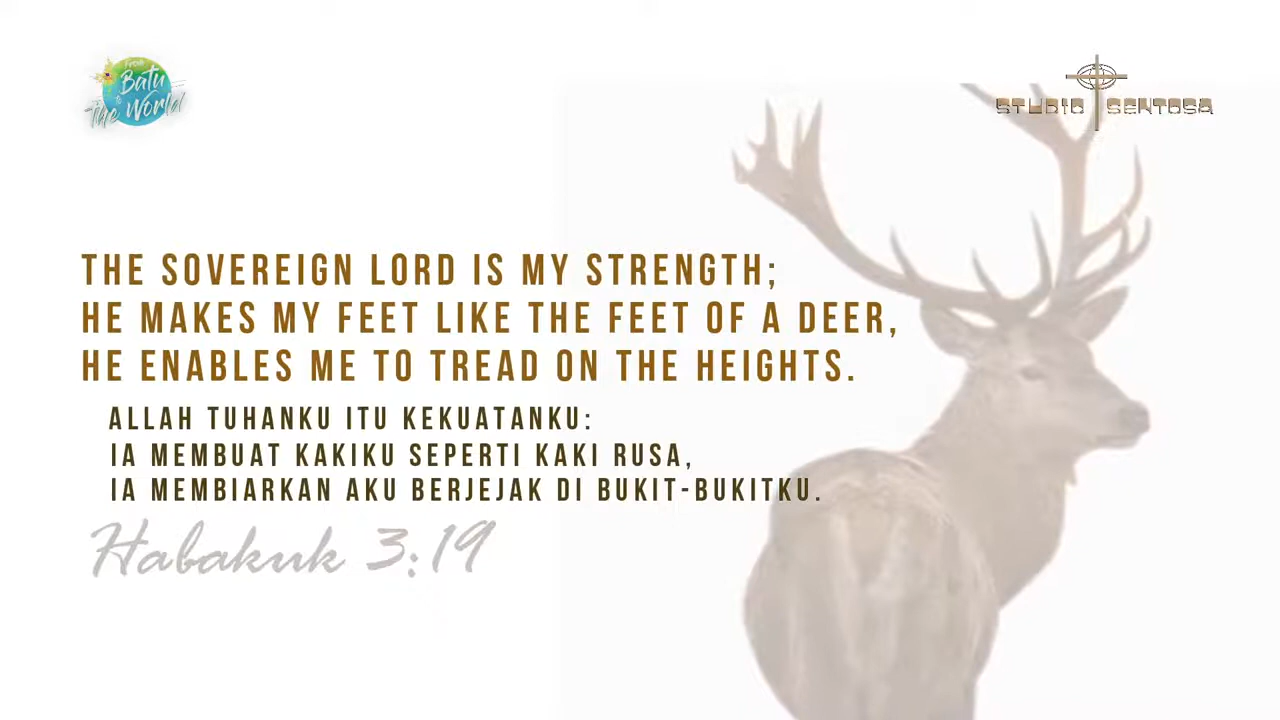 From
Batu
to
The World
STUDIO SENTOSA
THE SOVEREIGN LORD IS MY STRENGTH;
HE MAKES MY FEET LIKE THE FEET OF A DEER,
HE ENABLES ME TO TREAD ON THE HEIGHTS.
ALLAH TUHANKU ITU KEKUATANKU:
IA MEMBUAT KAKIKU SEPERTI KAKI RUSA,
IA MEMBIARKAN AKU BERJEJAK DI BUKIT-BUKITKU.
Habakuk 3:19